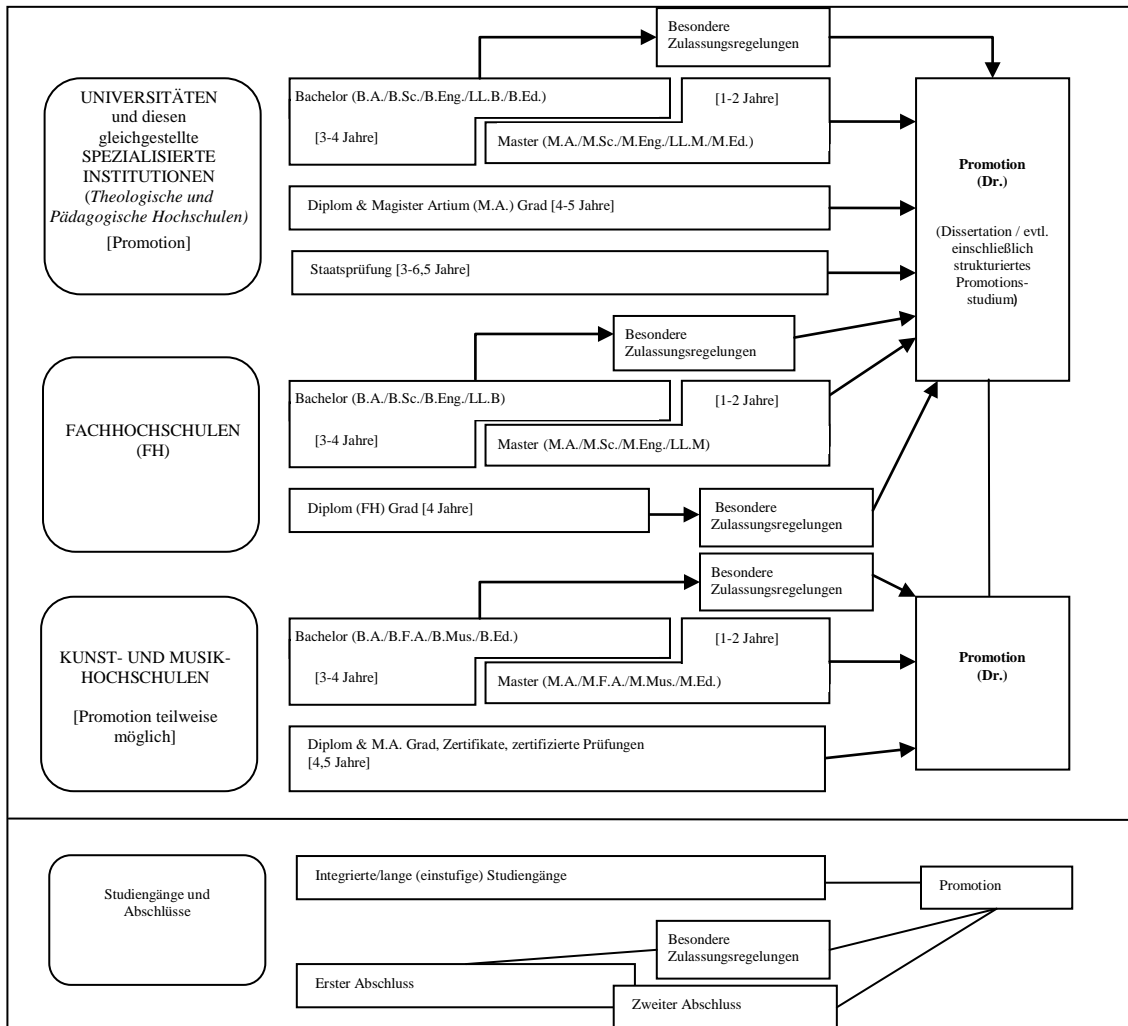 Besondere
Zulassungsregelungen
UNIVERSITÄTEN
und diesen
gleichgestellte
SPEZIALISIERTE
INSTITUTIONEN
(Theologische und
Pädagogische Hochschulen)
[Promotion]
Bachelor (B.A./B.Sc./B.Eng./LL.B./B.Ed.)
[3-4 Jahre]
[1-2 Jahre]
Master (M.A./M.Sc./M.Eng./LL.M./M.Ed.)
Diplom & Magister Artium (M.A.) Grad [4-5 Jahre]
Staatsprüfung [3-6,5 Jahre]
Promotion
(Dr.)
(Dissertation / evtl.
einschließlich
strukturiertes
Promotions-
studium)
FACHHOCHSCHULEN
(FH)
Besondere
Zulassungsregelungen
Bachelor (B.A./B.Sc./B.Eng./LL.B)
[3-4 Jahre]
[1-2 Jahre]
Master (M.A./M.Sc./M.Eng./LL.M)
Diplom (FH) Grad [4 Jahre]
Besondere
Zulassungsregelungen
KUNST- UND MUSIK-
HOCHSCHULEN
[Promotion teilweise
möglich]
Besondere
Zulassungsregelungen
Bachelor (B.A./B.F.A./B.Mus./B.Ed.)
[3-4 Jahre]
[1-2 Jahre]
Master (M.A./M.F.A./M.Mus./M.Ed.)
Diplom & M.A. Grad, Zertifikate, zertifizierte Prüfungen
[4,5 Jahre]
Promotion
(Dr.)
Studiengänge und
Abschlüsse
Integrierte/lange (einstufige) Studiengänge
Promotion
Besondere
Zulassungsregelungen
Erster Abschluss
Zweiter Abschluss